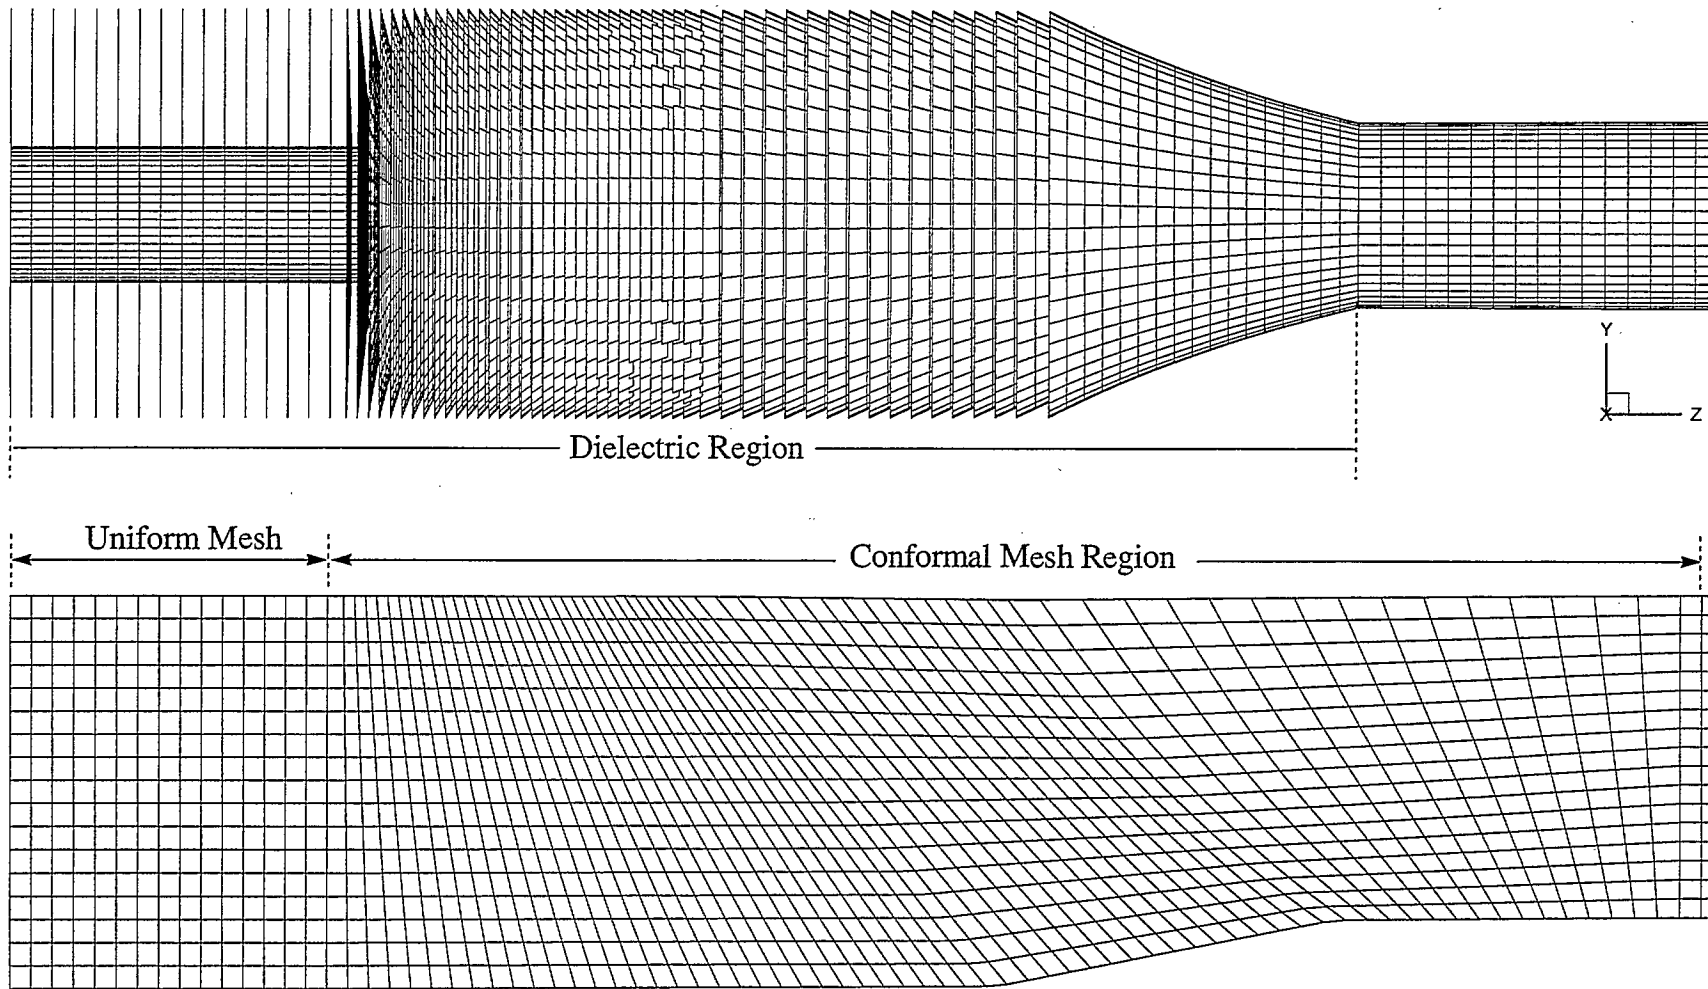 Y
X
Z
Dielectric Region
Uniform Mesh
Conformal Mesh Region